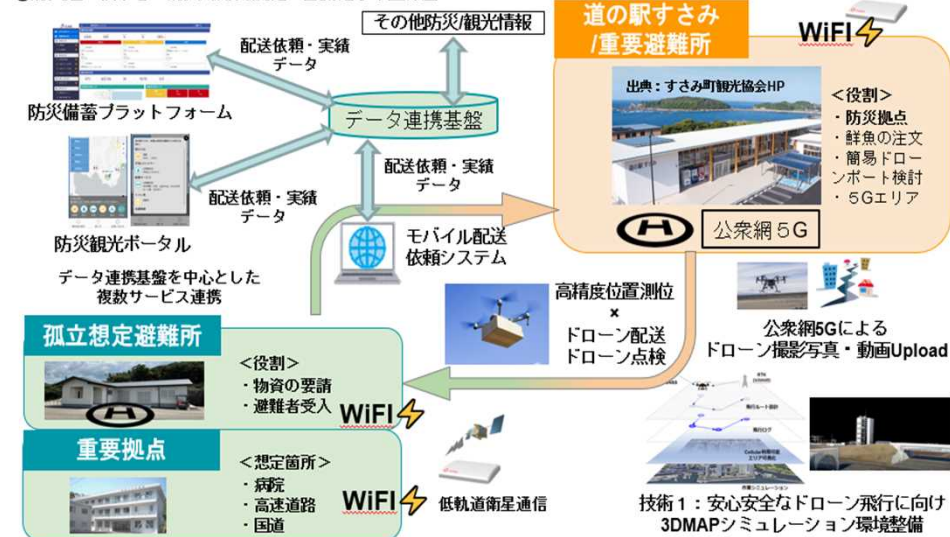 その他防災/観光情報
配送依頼・実績
データ
防災備蓄プラットフォーム
データ連携基盤
配送依頼・実績
データ
配送依頼・実績
データ
防災観光ポータル
モバイル配送
依頼システム
データ連携基盤を中心とした
複数サービス連携
道の駅すさみ
/重要避難所
WiFI
出典:すさみ町観光協会HP
<役割>
・防災拠点
・鮮魚の注文
・簡易ドロー
ンポート検討
・5Gエリア
公衆網5G
高精度位置測位
×
ドローン配送
ドローン点検
公衆網5Gによる
ドローン撮影写真・動画Upload
孤立想定避難所
<役割>
・物資の要請
・避難者受入
WiFI
重要拠点
<想定箇所>
・病院
・高速道路
・国道
WiFI
低軌道衛星通信
飛行ルート設計
飛行ログ
技術1:安心安全なドローン飛行に向け
3DMAPシミュレーション環境整備